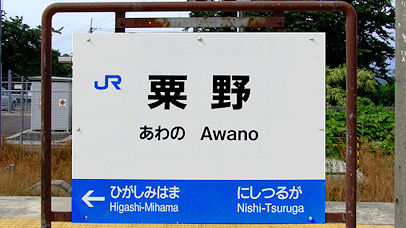 JR
粟野
あわの Awano
ひがしみはま にしつるが
Higashi-Mihama Nishi-Tsuruga